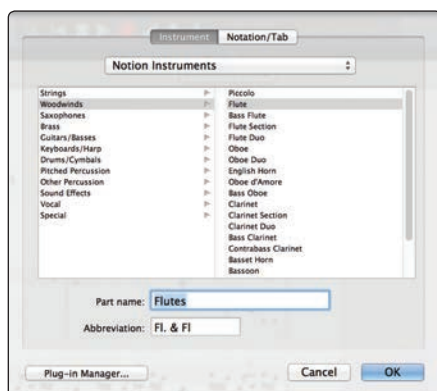 Instrument Notation/Tab
Notion Instruments
Strings
Woodwinds
Saxophones
Brass
Guitars/Basses
Keyboards/Harp
Drums/Cymbals
Pitched Percussion
Other Percussion
Sound Effects
Vocal
Special
Piccolo
Flute
Bass Flute
Flute Section
Flute Duo
Oboe
Oboe Duo
English Horn
Oboe d'Amore
Bass Oboe
Clarinet
Clarinet Section
Clarinet Duo
Bass Clarinet
Contrabass Clarinet
Basset Horn
Bassoon
Part name: Flutes
Abbreviation: Fl. & Fl
Plug-in Manager... Cancel OK